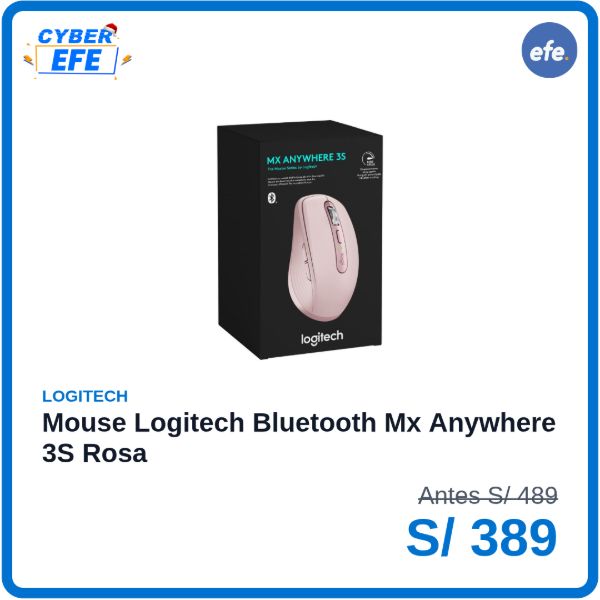 CYBER
EFE
efe.
MX ANYWHERE 3S
logitech
LOGITECH
Mouse Logitech Bluetooth Mx Anywhere
3S Rosa
Antes S/ 489
S/ 389